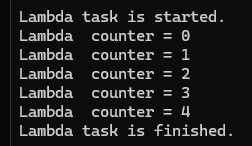 Lambda task is started.
Lambda  counter = 0
Lambda  counter = 1
Lambda  counter = 2
Lambda  counter = 3
Lambda  counter = 4
Lambda task is finished.